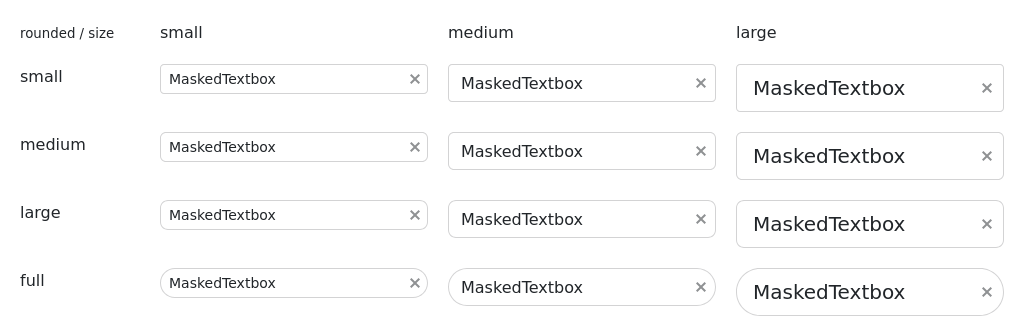 rounded / size small medium large
small MaskedTextbox MaskedTextbox MaskedTextbox
medium MaskedTextbox MaskedTextbox MaskedTextbox
large MaskedTextbox MaskedTextbox MaskedTextbox
full MaskedTextbox MaskedTextbox MaskedTextbox